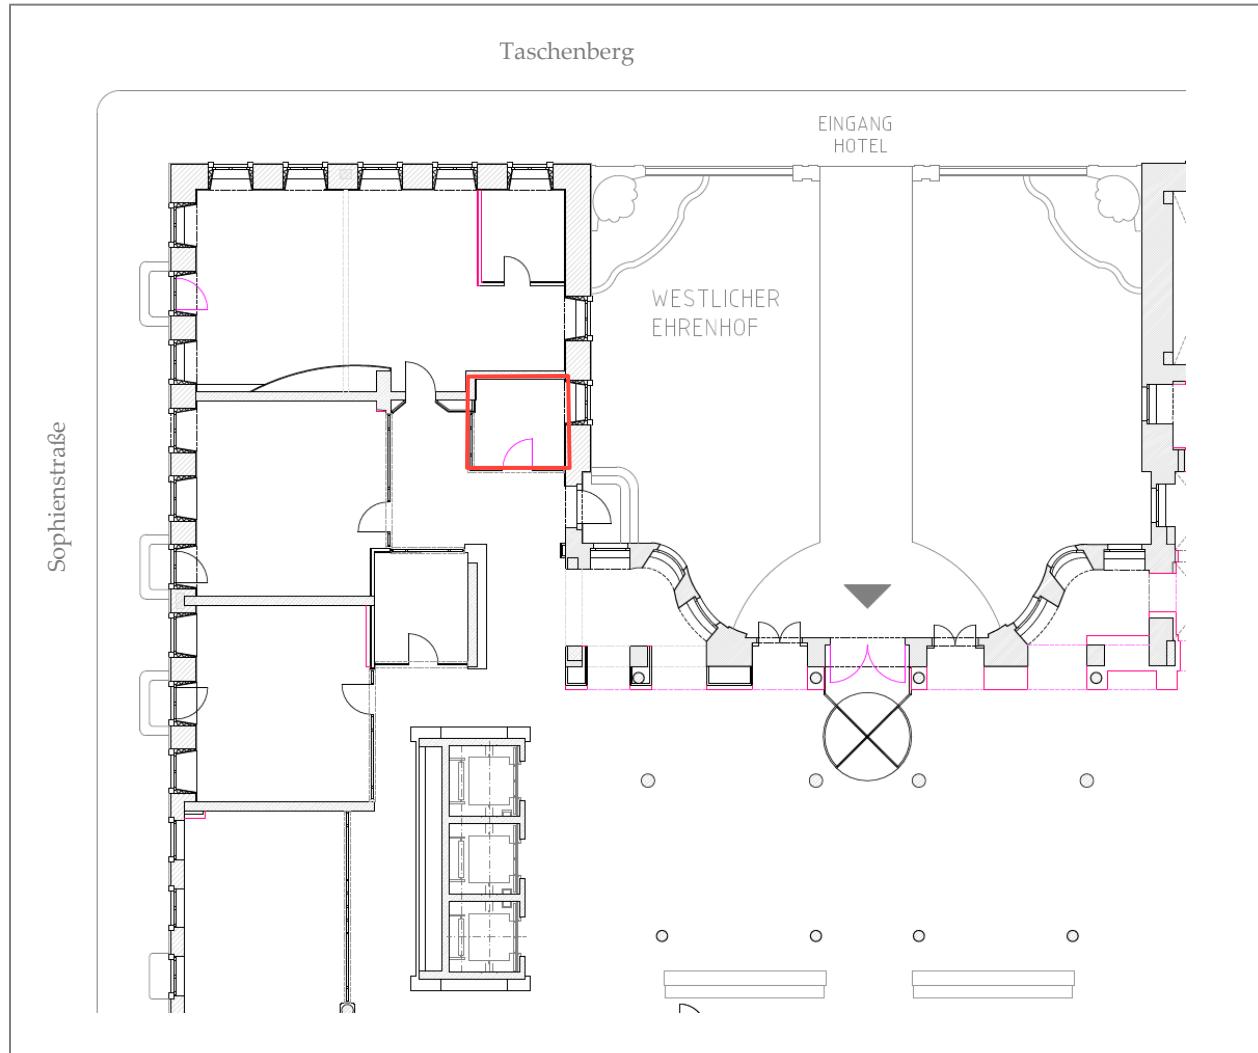 Taschenberg
EINGANG
HOTEL
WESTLICHER
EHRENHOF
Sophienstraße